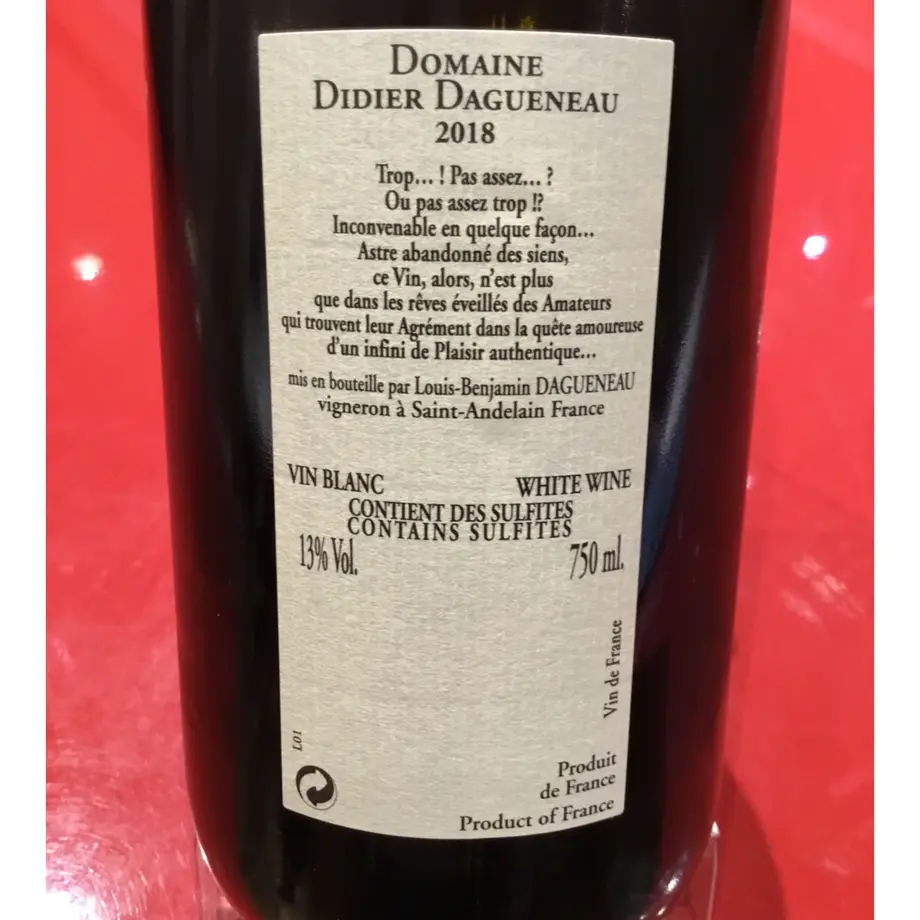 DOMAINE
DIDIER DAGUENEAU
2018
Trop... ! Pas assez... ?
Ou pas assez trop !?
Inconvenable en quelque façon...
Astre abandonné des siens,
ce Vin, alors, n'est plus
que dans les rêves éveillés des Amateurs
qui trouvent leur Agrément dans la quête amoureuse
d'un infini de Plaisir authentique...
mis en bouteille par Louis-Benjamin DAGUENEAU
vigneron à Saint-Andelain France
VIN BLANC WHITE WINE
CONTIENT DES SULFITES
CONTAINS SULFITES
13% Vol. 750 ml.
Vin de France
L01
Produit
de France
Product of France